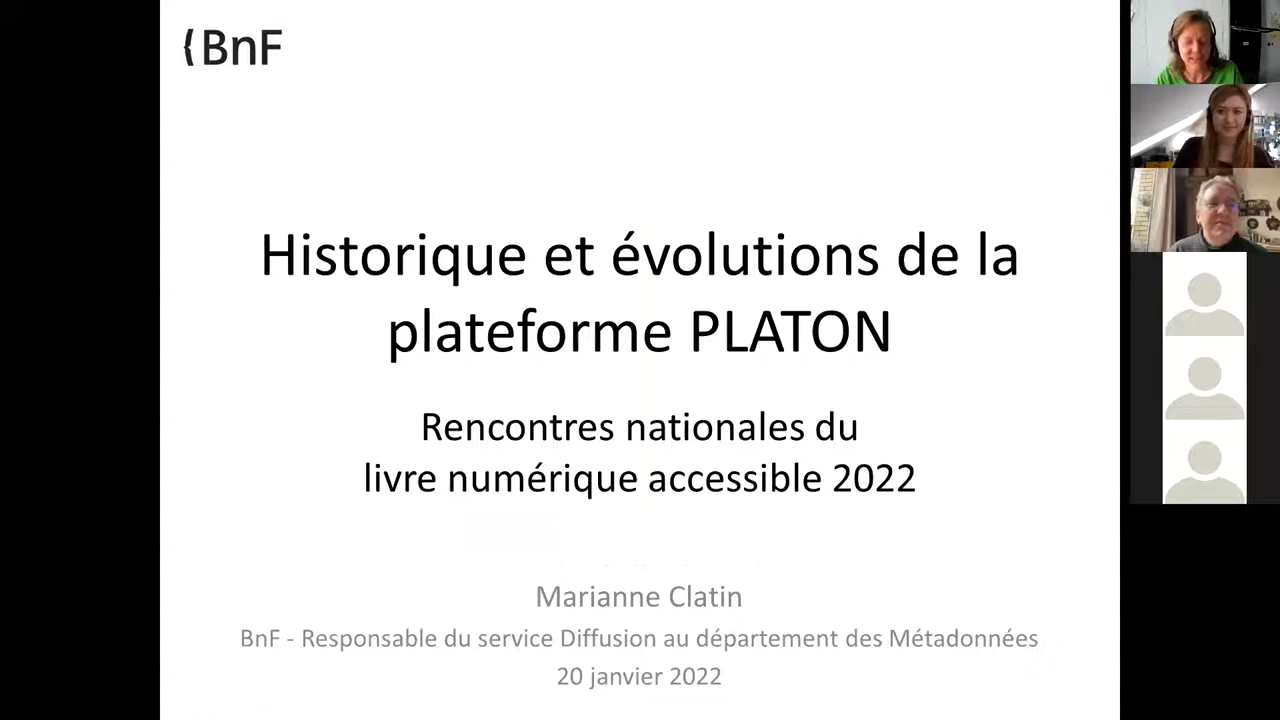 BnF
Historique et évolutions de la
plateforme PLATON
Rencontres nationales du
livre numérique accessible 2022
Marianne Clatin
BnF - Responsable du service Diffusion au département des Métadonnées
20 janvier 2022